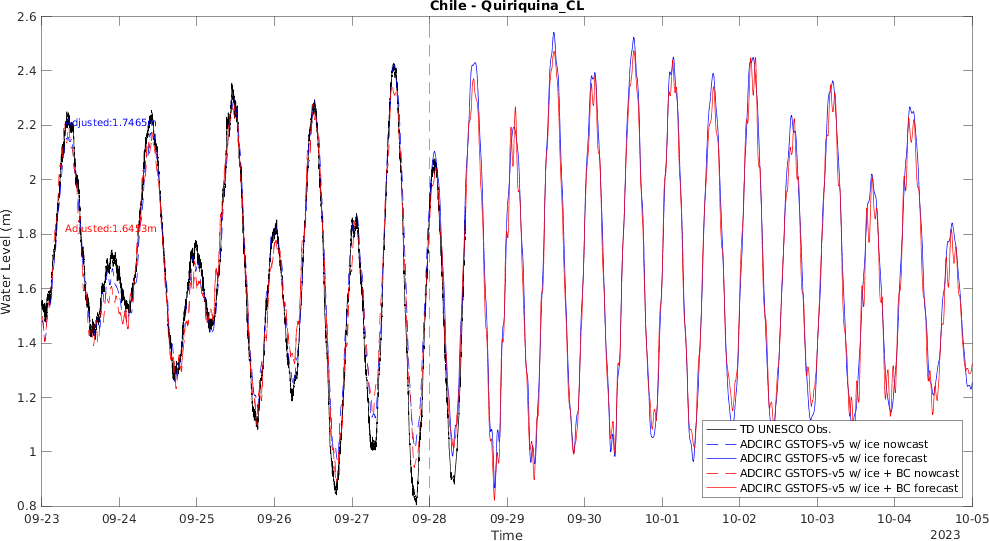 Chile - Quiriquina_CL
2.6
2.4
2.2
2
1.8
1.6
1.4
1.2
1
0.8
Water Level (m)
Adjusted:1.7465m
Adjusted:1.6453m
TD UNESCO Obs.
ADCIRC GSTOFS-v5 w/ ice nowcast
ADCIRC GSTOFS-v5 w/ ice forecast
ADCIRC GSTOFS-v5 w/ ice + BC nowcast
ADCIRC GSTOFS-v5 w/ ice + BC forecast
09-23 09-24 09-25 09-26 09-27 09-28 09-29 09-30 10-01 10-02 10-03 10-04 10-05
Time
2023